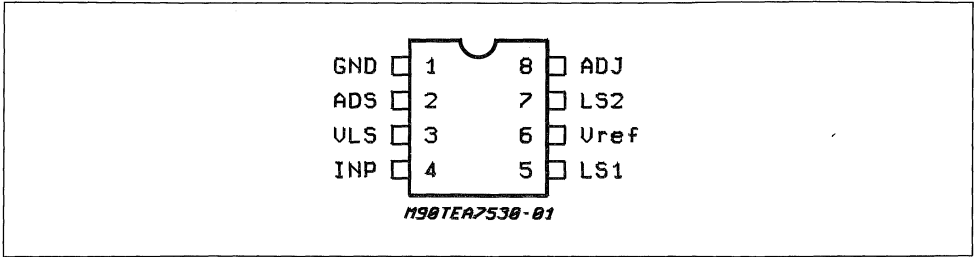 GND 1 8 ADJ
ADS 2 7 LS2
VLS 3 6 Vref
INP 4 5 LS1
M90TEA7530-01